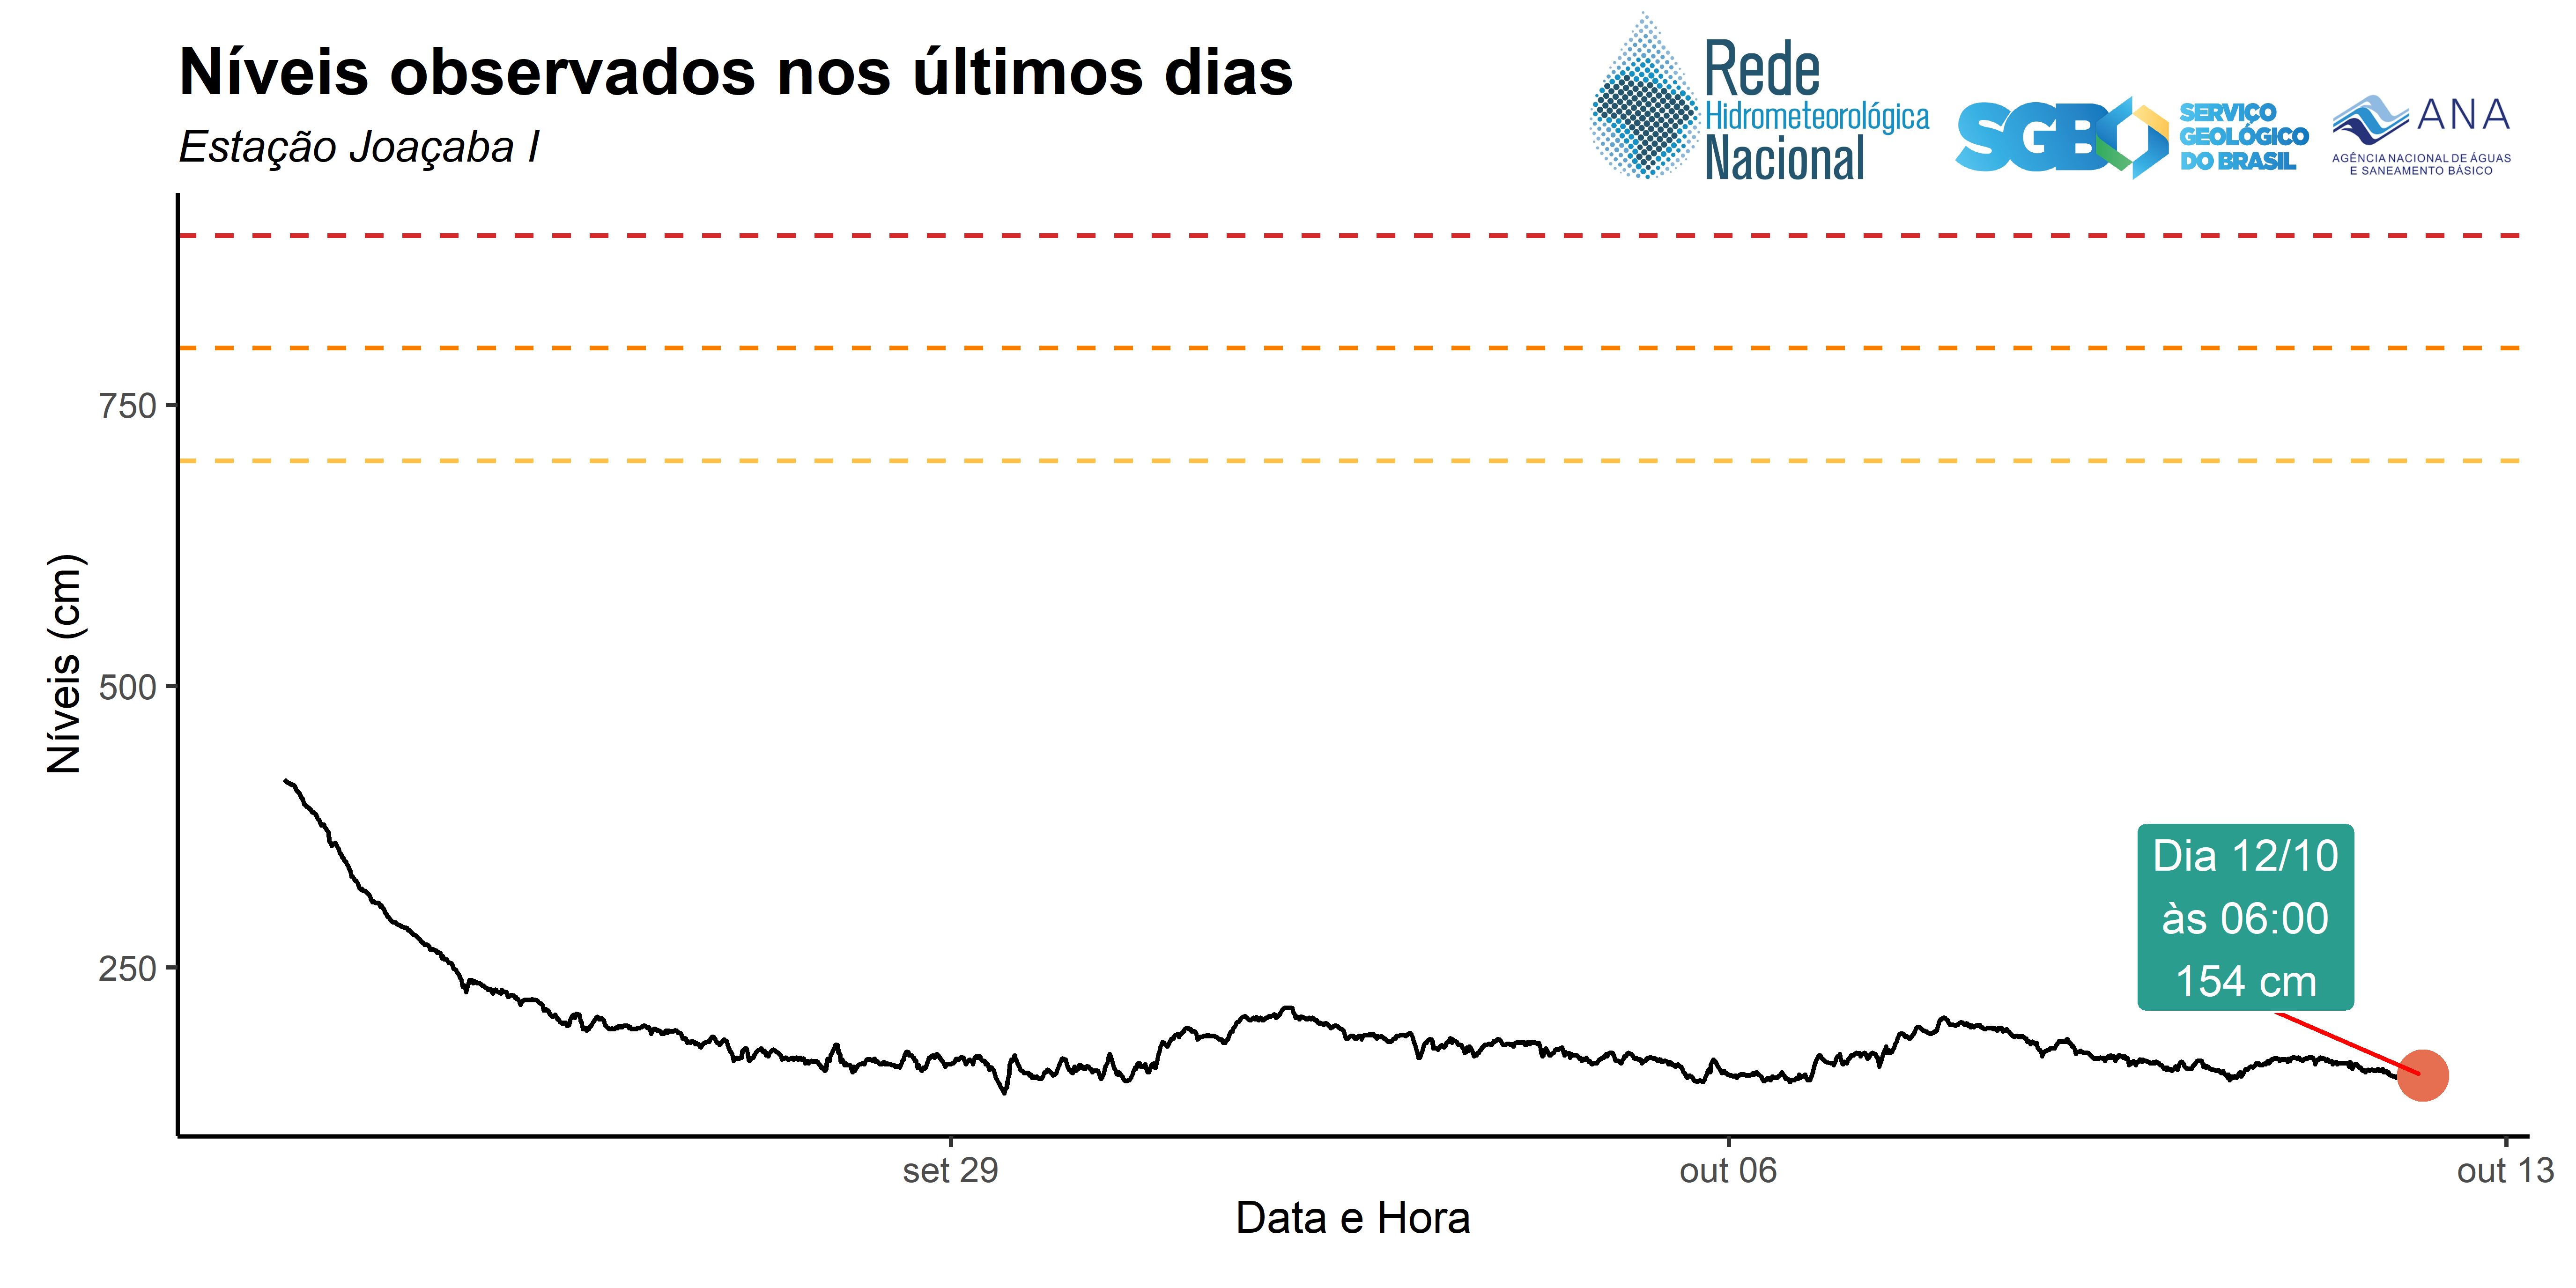 Níveis observados nos últimos dias
Estação Joaçaba I
Rede
Hidrometeorológica
Nacional
SGB
SERVIÇO
GEOLÓGICO
DO BRASIL
ANA
AGÊNCIA NACIONAL DE ÁGUAS
E SANEAMENTO BÁSICO
750
500
250
Níveis (cm)
Dia 12/10
às 06:00
154 cm
set 29
out 06
out 13
Data e Hora